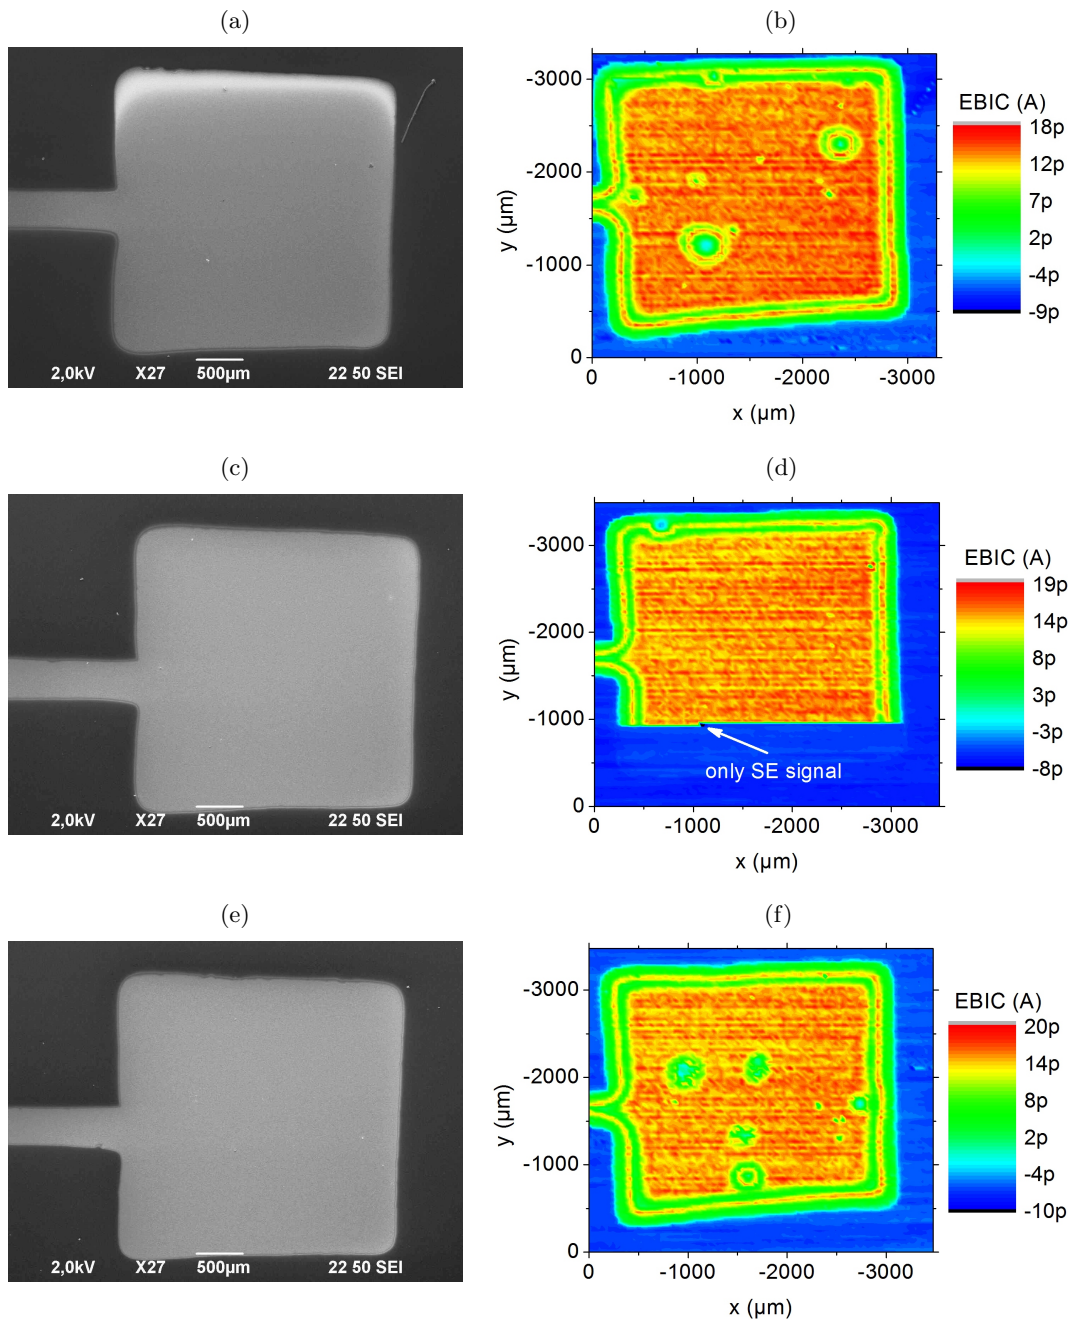 (a)
2,0kV X27 500µm 22 50 SEI
(b)
-3000
-2000
-1000
0
y (µm)
0 -1000 -2000 -3000
x (µm)
EBIC (A)
18p
12p
7p
2p
-4p
-9p
(c)
2,0kV X27 500µm 22 50 SEI
(d)
-3000
-2000
-1000
0
y (µm)
only SE signal
0 -1000 -2000 -3000
x (µm)
EBIC (A)
19p
14p
8p
3p
-3p
-8p
(e)
2,0kV X27 500µm 22 50 SEI
(f)
-3000
-2000
-1000
0
y (µm)
0 -1000 -2000 -3000
x (µm)
EBIC (A)
20p
14p
8p
2p
-4p
-10p